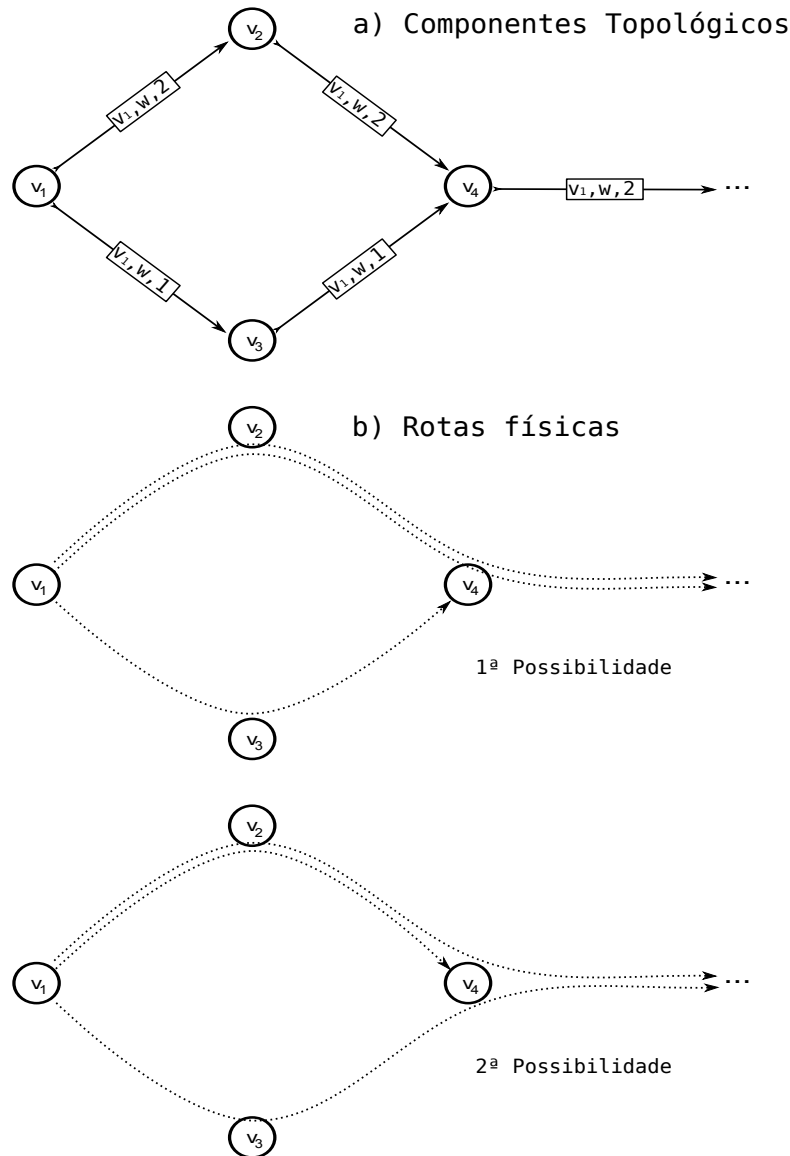 a) Componentes Topológicos
v₂
v₁,w,2
v₁,w,2
v₁
v₄
v₁,w,2
...
v₁,w,1
v₁,w,1
v₃
b) Rotas físicas
v₂
v₁
v₄
...
1ª Possibilidade
v₃
v₂
v₁
v₄
...
2ª Possibilidade
v₃